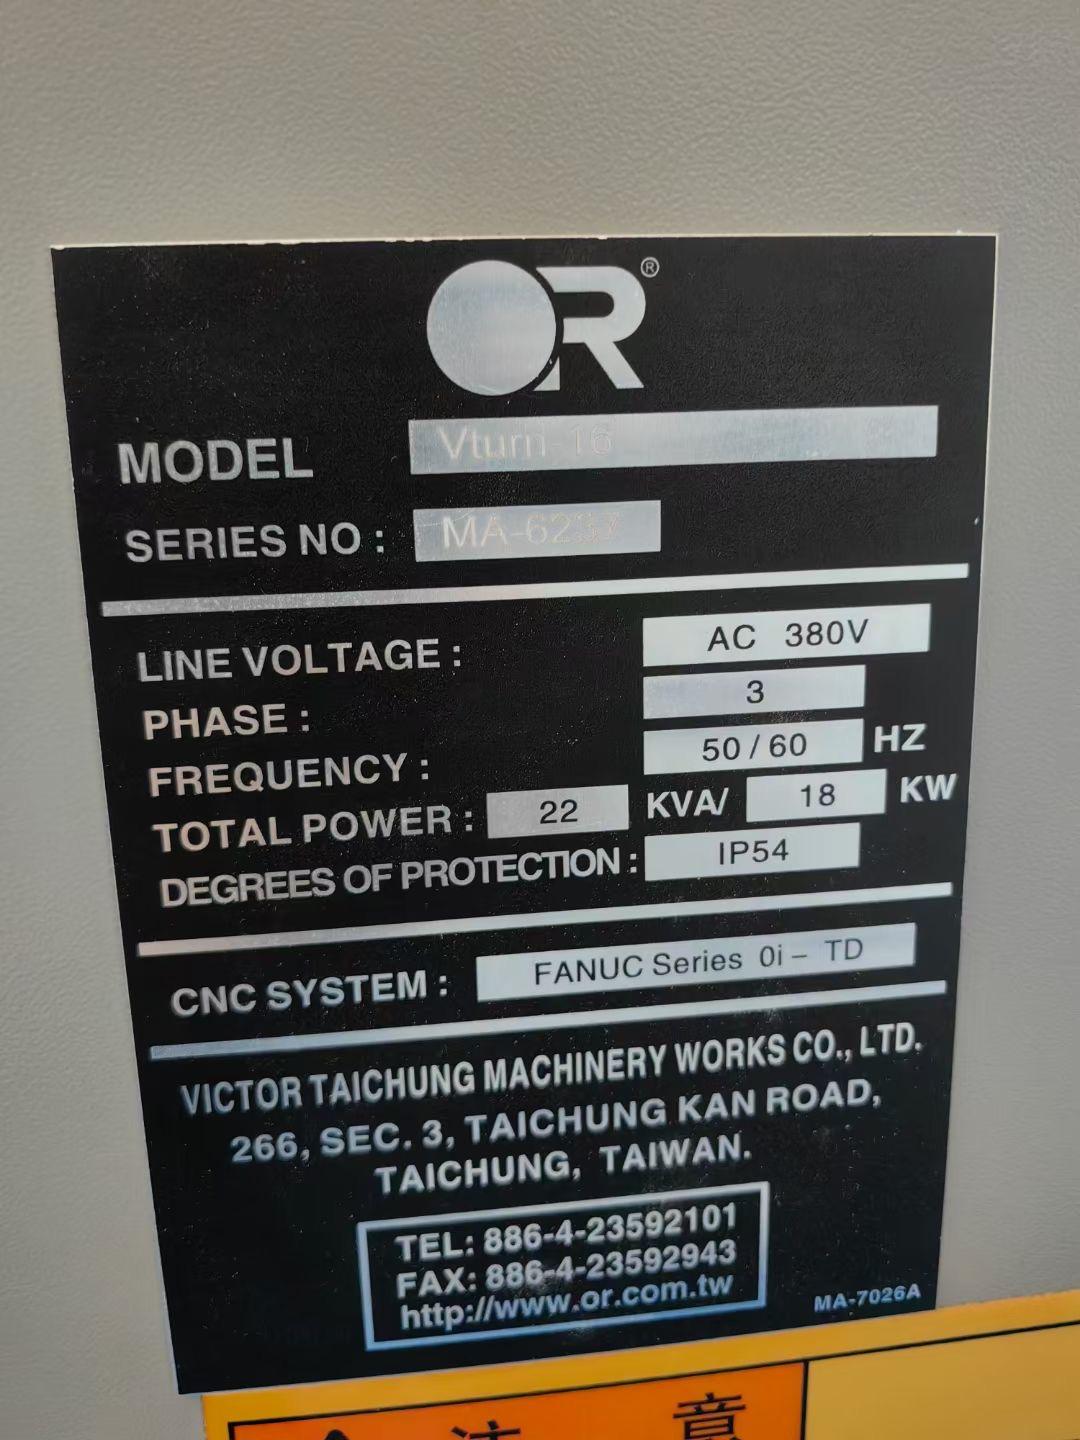 OR®
MODEL Vturn-16
SERIES NO : MA-6237
LINE VOLTAGE : AC 380V
PHASE : 3
FREQUENCY : 50 / 60 HZ
TOTAL POWER : 22 KVA/ 18 KW
DEGREES OF PROTECTION : IP54
CNC SYSTEM : FANUC Series 0i – TD
VICTOR TAICHUNG MACHINERY WORKS CO., LTD.
266, SEC. 3, TAICHUNG KAN ROAD,
TAICHUNG, TAIWAN.
TEL: 886-4-23592101
FAX: 886-4-23592943
http://www.or.com.tw
MA-7026A
注 意